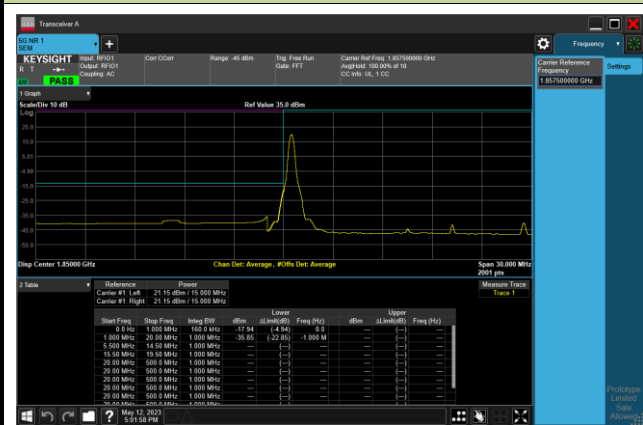 Transceiver A
5G NR 1
SEM
Frequency
KEYSIGHT
Input: RFIO1
Output: RFIO1
Coupling: AC
Corr CCorr
Range: -45 dBm
Trig: Free Run
Gate: FFT
Carrier Ref Freq: 1.857500000 GHz
Avg|Hold: 100.00% of 10
CC Info: UL, 1 CC
R T
PASS
Carrier Reference
Frequency
1.857500000 GHz
Settings
1 Graph
Scale/Div 10 dB
Ref Value 35.0 dBm
Log
25.0
15.0
5.01
-4.99
-15.0
-25.0
-35.0
-45.0
-55.0
Disp Center 1.85000 GHz
Chan Det: Average, #Offs Det: Average
Span 30.000 MHz
2001 pts
2 Table
Measure Trace
Trace 1
Reference Power
Carrier #1: Left 21.15 dBm / 15.000 MHz
Carrier #1: Right 21.15 dBm / 15.000 MHz
Lower Upper
Start Freq Stop Freq Integ BW dBm ΔLimit(dB) Freq (Hz) dBm ΔLimit(dB) Freq (Hz)
0.0 Hz 1.000 MHz 160.0 kHz -17.94 (-4.94) 0.0 --- (---) ---
1.000 MHz 20.00 MHz 1.000 MHz -35.85 (-22.85) -1.000 M --- (---) ---
5.500 MHz 14.50 MHz 1.000 MHz --- (---) --- --- (---) ---
15.50 MHz 19.50 MHz 1.000 MHz --- (---) --- --- (---) ---
20.00 MHz 500.0 MHz 1.000 MHz --- (---) --- --- (---) ---
20.00 MHz 500.0 MHz 1.000 MHz --- (---) --- --- (---) ---
20.00 MHz 500.0 MHz 1.000 MHz --- (---) --- --- (---) ---
20.00 MHz 500.0 MHz 1.000 MHz --- (---) --- --- (---) ---
20.00 MHz 500.0 MHz 1.000 MHz --- (---) --- --- (---) ---
May 12, 2023
5:01:58 PM
Prototype
Limited
Sale
Allowed